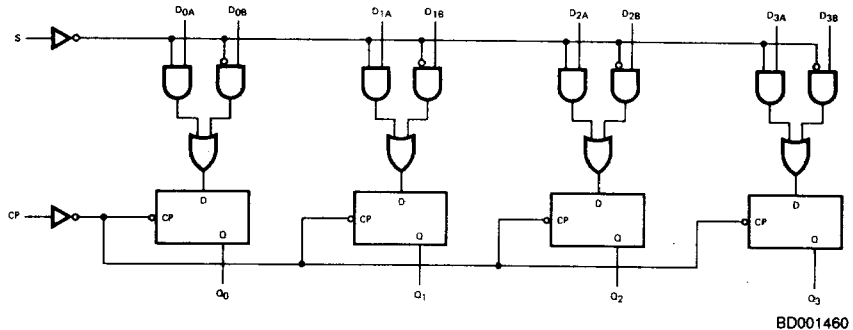 D0A D0B D1A D1B D2A D2B D3A D3B
S
D D D D
CP CP CP CP CP
Q Q Q Q
Q0 Q1 Q2 Q3
BD001460